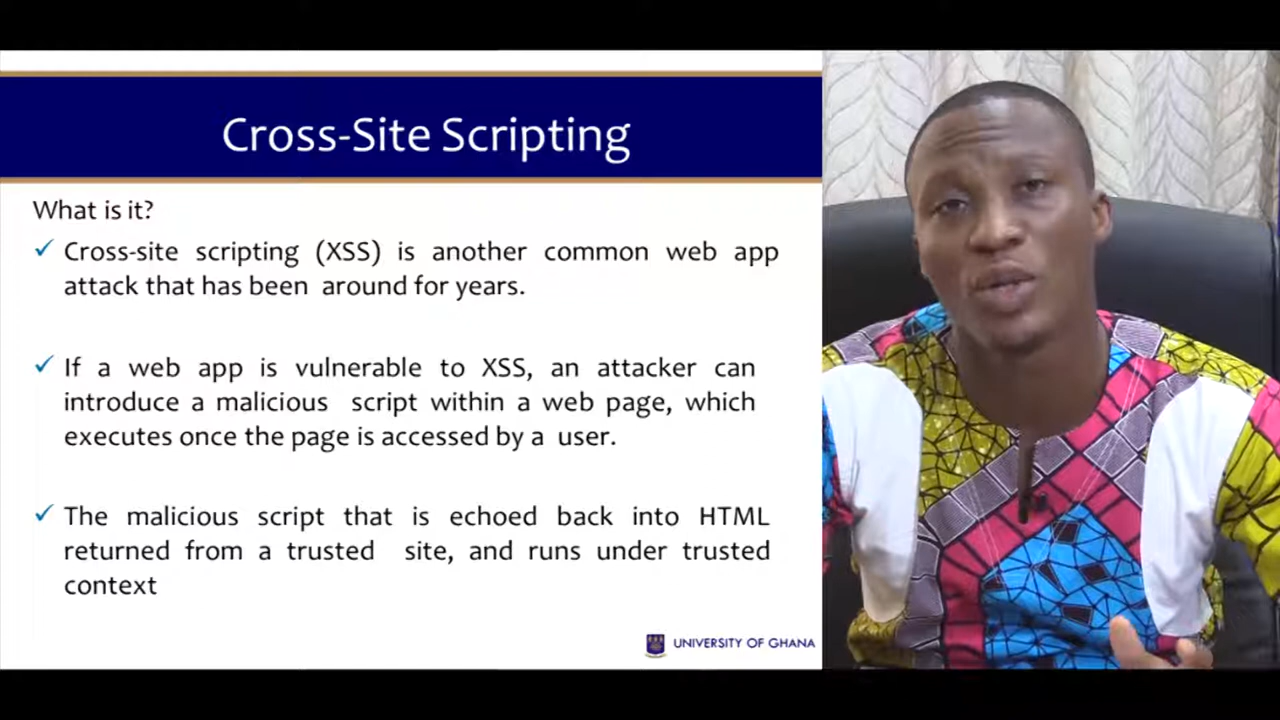 Cross-Site Scripting
What is it?
✓ Cross-site scripting (XSS) is another common web app
attack that has been around for years.
✓ If a web app is vulnerable to XSS, an attacker can
introduce a malicious script within a web page, which
executes once the page is accessed by a user.
✓ The malicious script that is echoed back into HTML
returned from a trusted site, and runs under trusted
context
UNIVERSITY OF GHANA